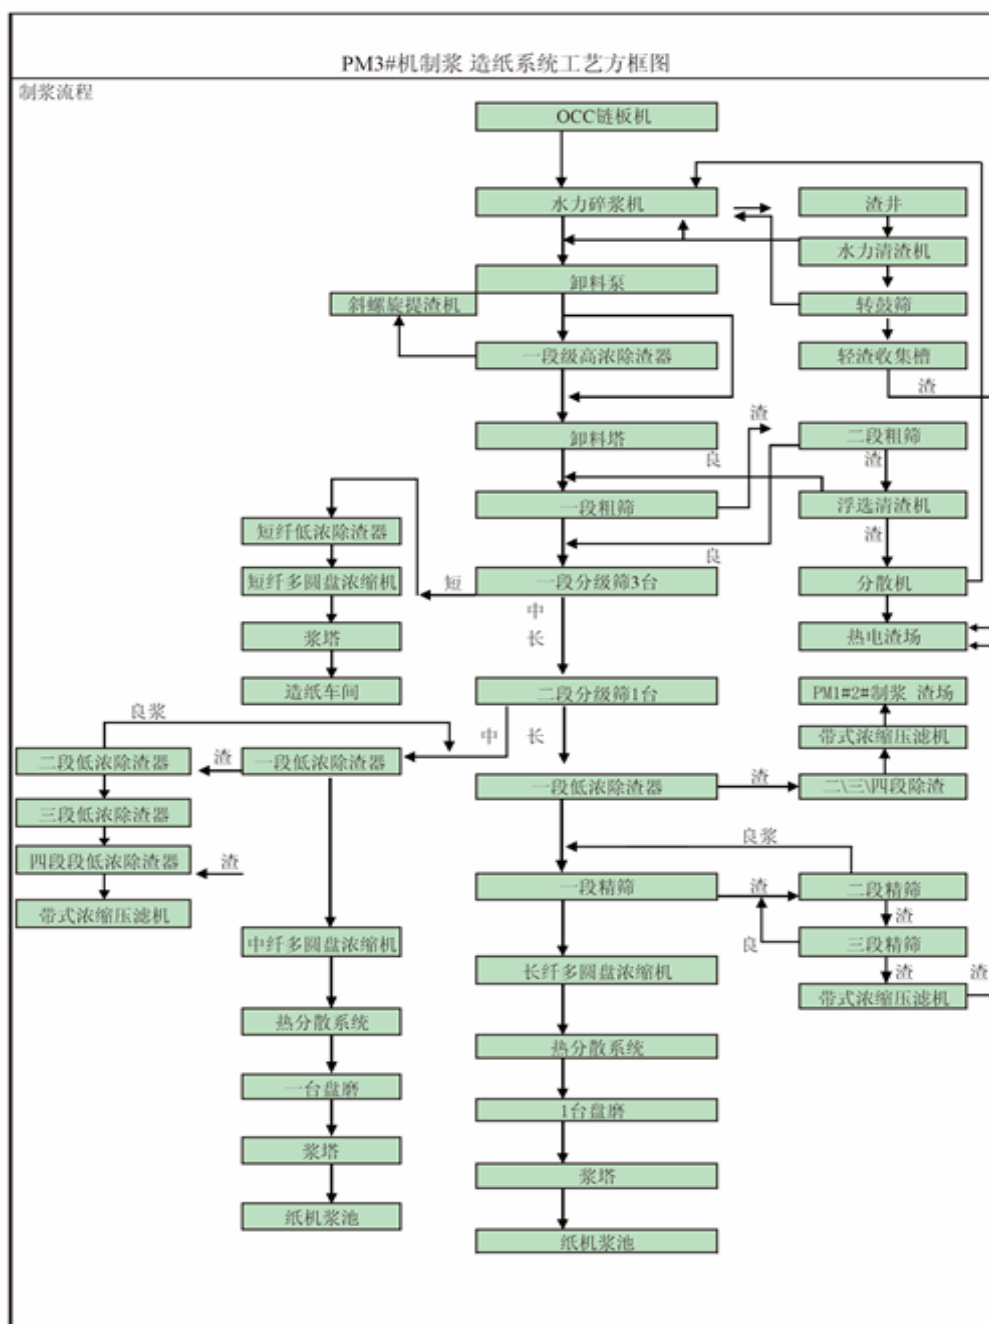 PM3#机制浆 造纸系统工艺方框图
制浆流程
OCC链板机
水力碎浆机
渣井
水力清渣机
卸料泵
斜螺旋提渣机
转鼓筛
一段级高浓除渣器
轻渣收集槽
渣
渣
卸料塔
二段粗筛
良
渣
一段粗筛
浮选清渣机
短纤低浓除渣器
渣
良
短纤多圆盘浓缩机
短
一段分级筛3台
分散机
中
长
浆塔
热电渣场
造纸车间
二段分级筛1台
PM1#2#制浆 渣场
良浆
中
长
带式浓缩压滤机
二段低浓除渣器
渣
一段低浓除渣器
一段低浓除渣器
渣
二\三\四段除渣
三段低浓除渣器
良浆
四段段低浓除渣器
渣
一段精筛
渣
二段精筛
带式浓缩压滤机
渣
中纤多圆盘浓缩机
良
三段精筛
长纤多圆盘浓缩机
渣
渣
带式浓缩压滤机
热分散系统
热分散系统
一台盘磨
1台盘磨
浆塔
浆塔
纸机浆池
纸机浆池